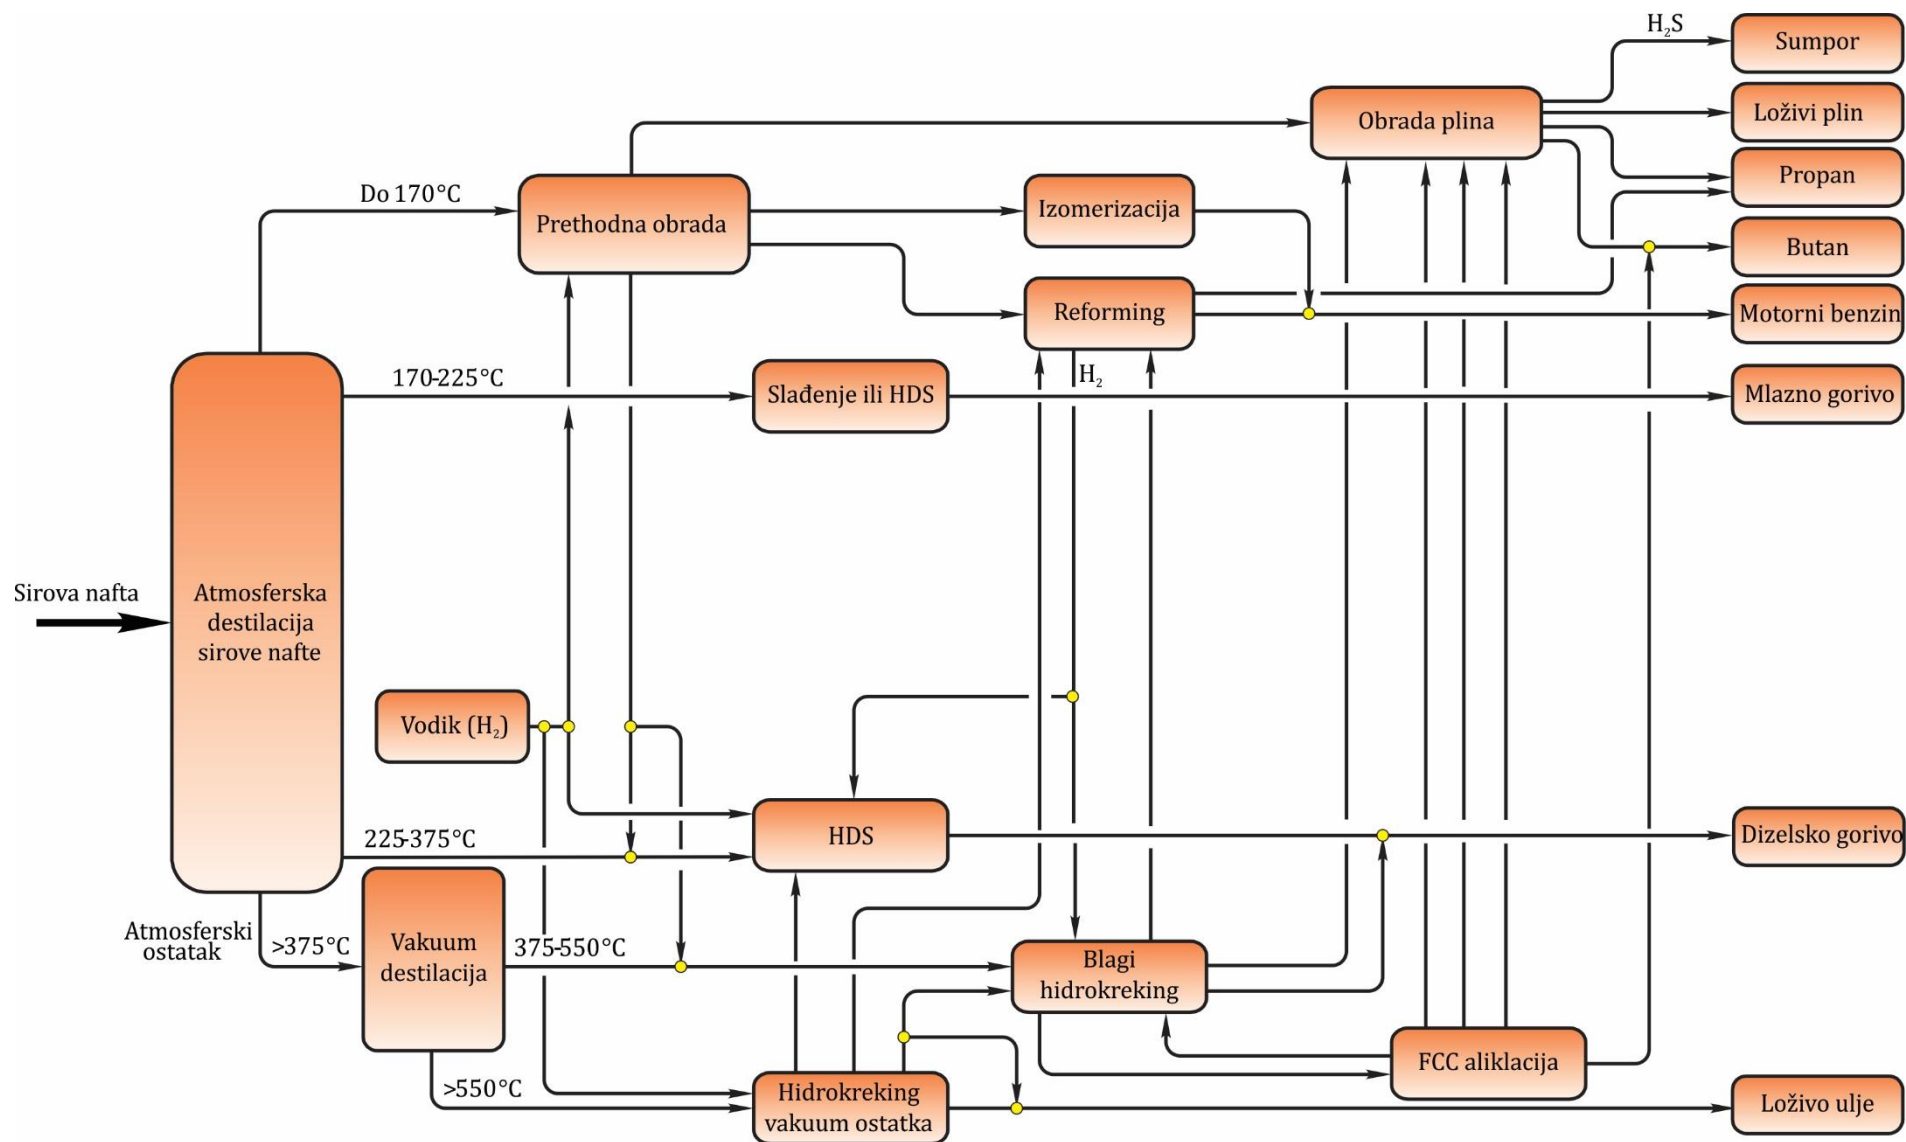 H₂S
Sumpor
Obrada plina
Loživi plin
Do 170°C
Prethodna obrada
Izomerizacija
Propan
Butan
Reforming
Motorni benzin
170-225°C
H₂
Slađenje ili HDS
Mlazno gorivo
Sirova nafta
Atmosferska
destilacija
sirove nafte
Vodik (H₂)
225-375°C
HDS
Dizelsko gorivo
Atmosferski
ostatak
>375°C
Vakuum
destilacija
375-550°C
Blagi
hidrokreking
FCC aliklacija
>550°C
Hidrokreking
vakuum ostatka
Loživo ulje